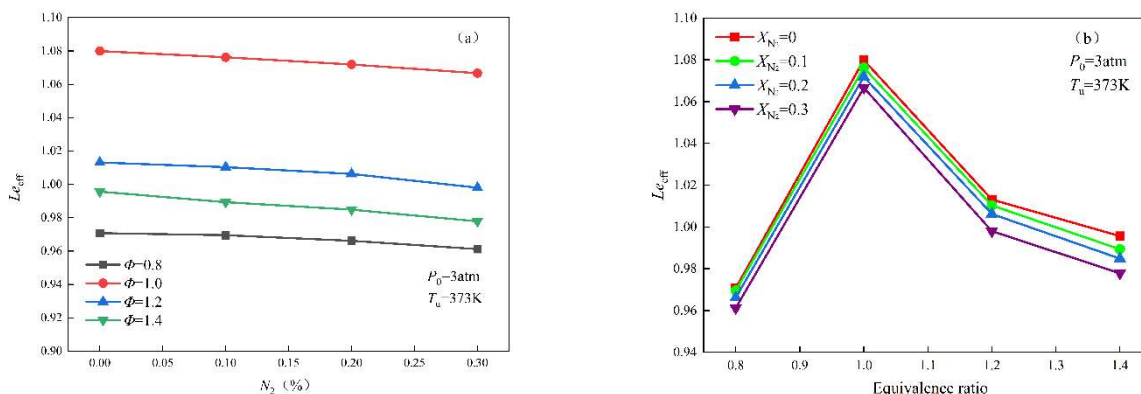 1.10
1.08
1.06
1.04
1.02
1.00
0.98
0.96
0.94
0.92
0.90
Le_eff
(a)
Φ=0.8
Φ=1.0
Φ=1.2
Φ=1.4
P₀=3atm
Tᵤ=373K
0.00 0.05 0.10 0.15 0.20 0.25 0.30
N₂ (%)
1.10
1.08
1.06
1.04
1.02
1.00
0.98
0.96
0.94
Le_eff
(b)
X_N₂=0
X_N₂=0.1
X_N₂=0.2
X_N₂=0.3
P₀=3atm
Tᵤ=373K
0.8 0.9 1.0 1.1 1.2 1.3 1.4
Equivalence ratio